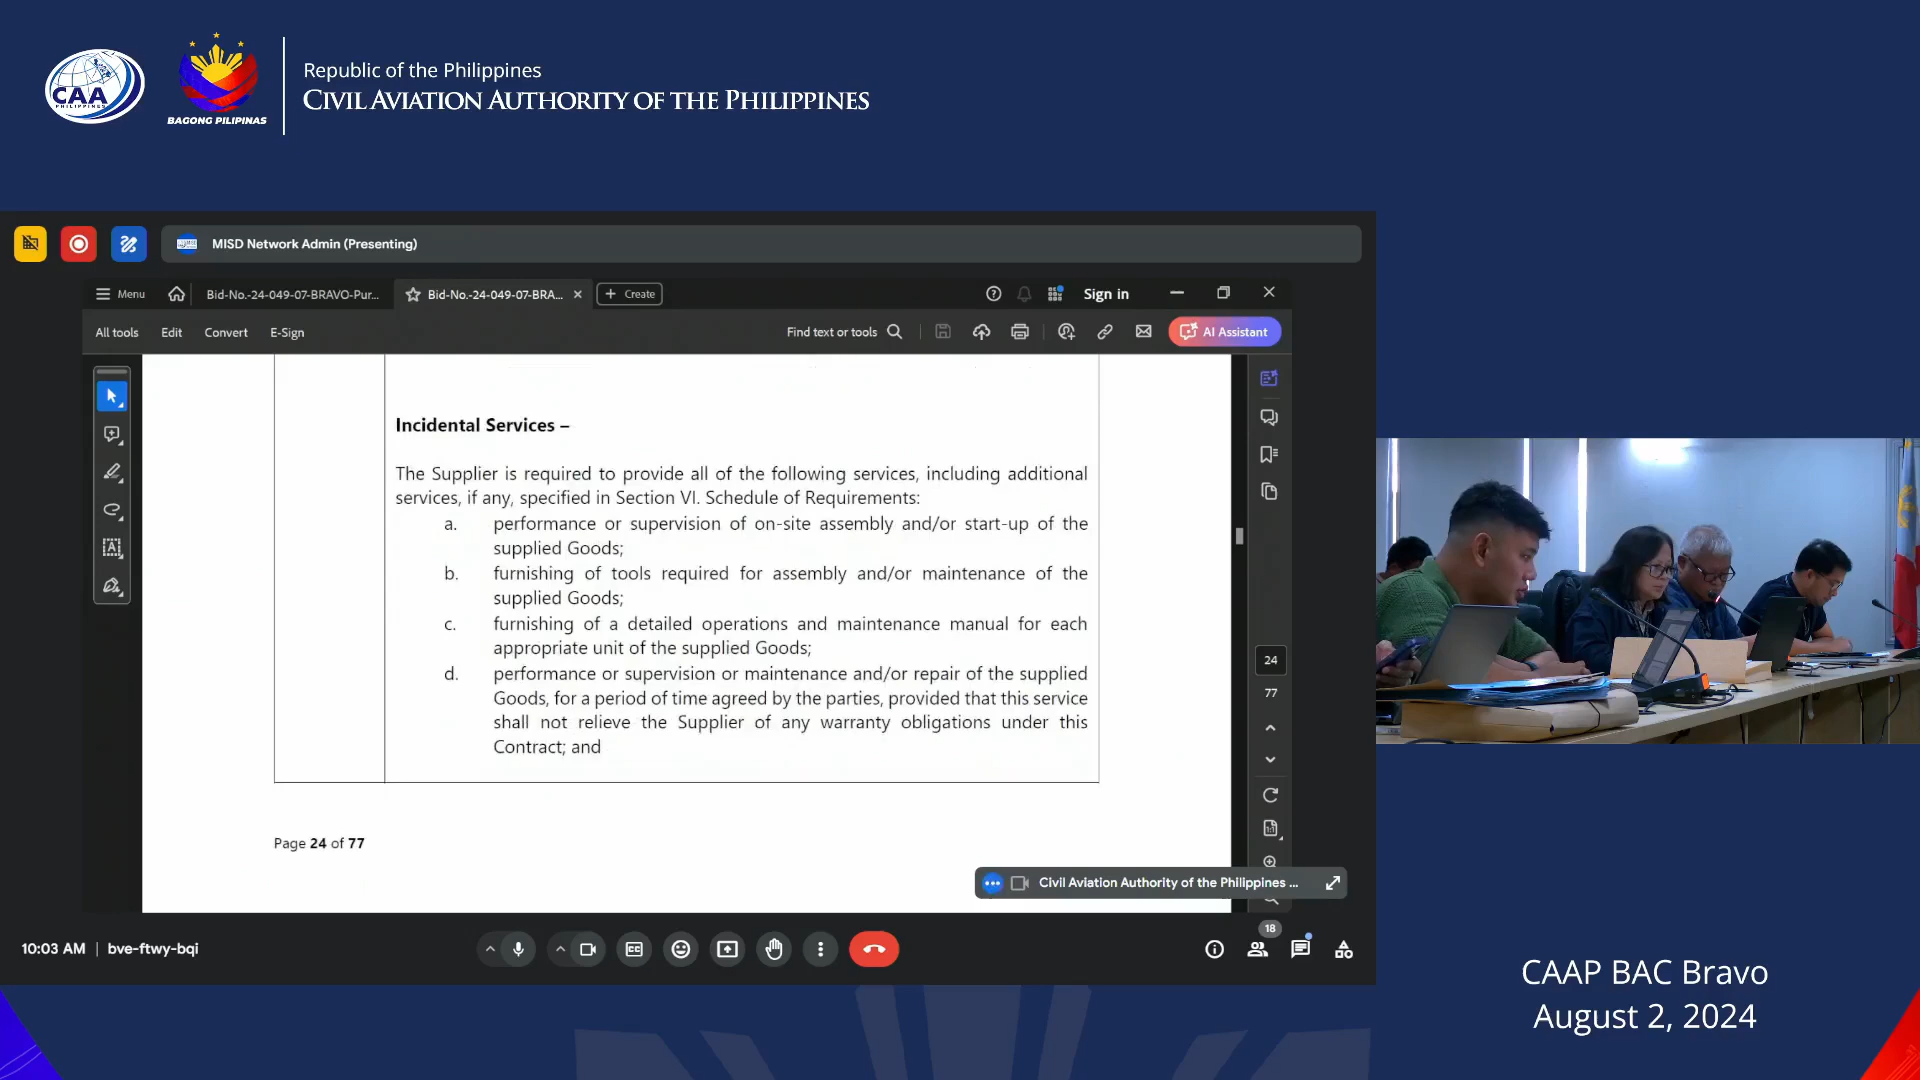 CAA
PHILIPPINES
BAGONG PILIPINAS
Republic of the Philippines
CIVIL AVIATION AUTHORITY OF THE PHILIPPINES
MISD Network Admin (Presenting)
Menu
Bid-No.-24-049-07-BRAVO-Pur...
Bid-No.-24-049-07-BRA...
Create
Sign in
All tools
Edit
Convert
E-Sign
Find text or tools
AI Assistant
Incidental Services –
The Supplier is required to provide all of the following services, including additional
services, if any, specified in Section VI. Schedule of Requirements:
a. performance or supervision of on-site assembly and/or start-up of the
supplied Goods;
b. furnishing of tools required for assembly and/or maintenance of the
supplied Goods;
c. furnishing of a detailed operations and maintenance manual for each
appropriate unit of the supplied Goods;
d. performance or supervision or maintenance and/or repair of the supplied
Goods, for a period of time agreed by the parties, provided that this service
shall not relieve the Supplier of any warranty obligations under this
Contract; and
Page 24 of 77
24
77
Civil Aviation Authority of the Philippines ...
10:03 AM | bve-ftwy-bqi
18
CAAP BAC Bravo
August 2, 2024